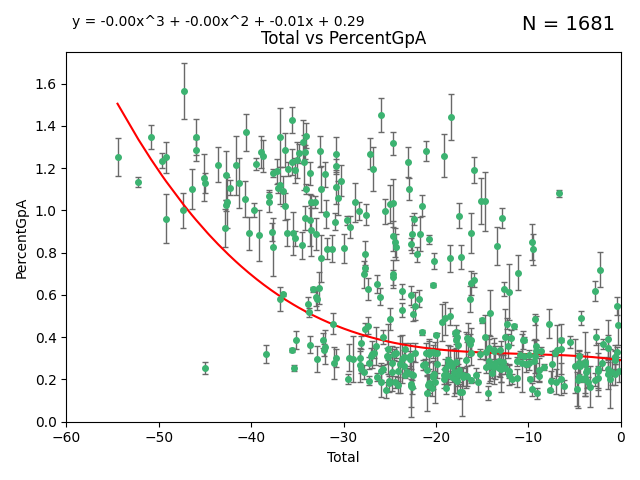 y = -0.00x^3 + -0.00x^2 + -0.01x + 0.29
N = 1681
Total vs PercentGpA
PercentGpA
1.6
1.4
1.2
1.0
0.8
0.6
0.4
0.2
0.0
−60 −50 −40 −30 −20 −10 0
Total